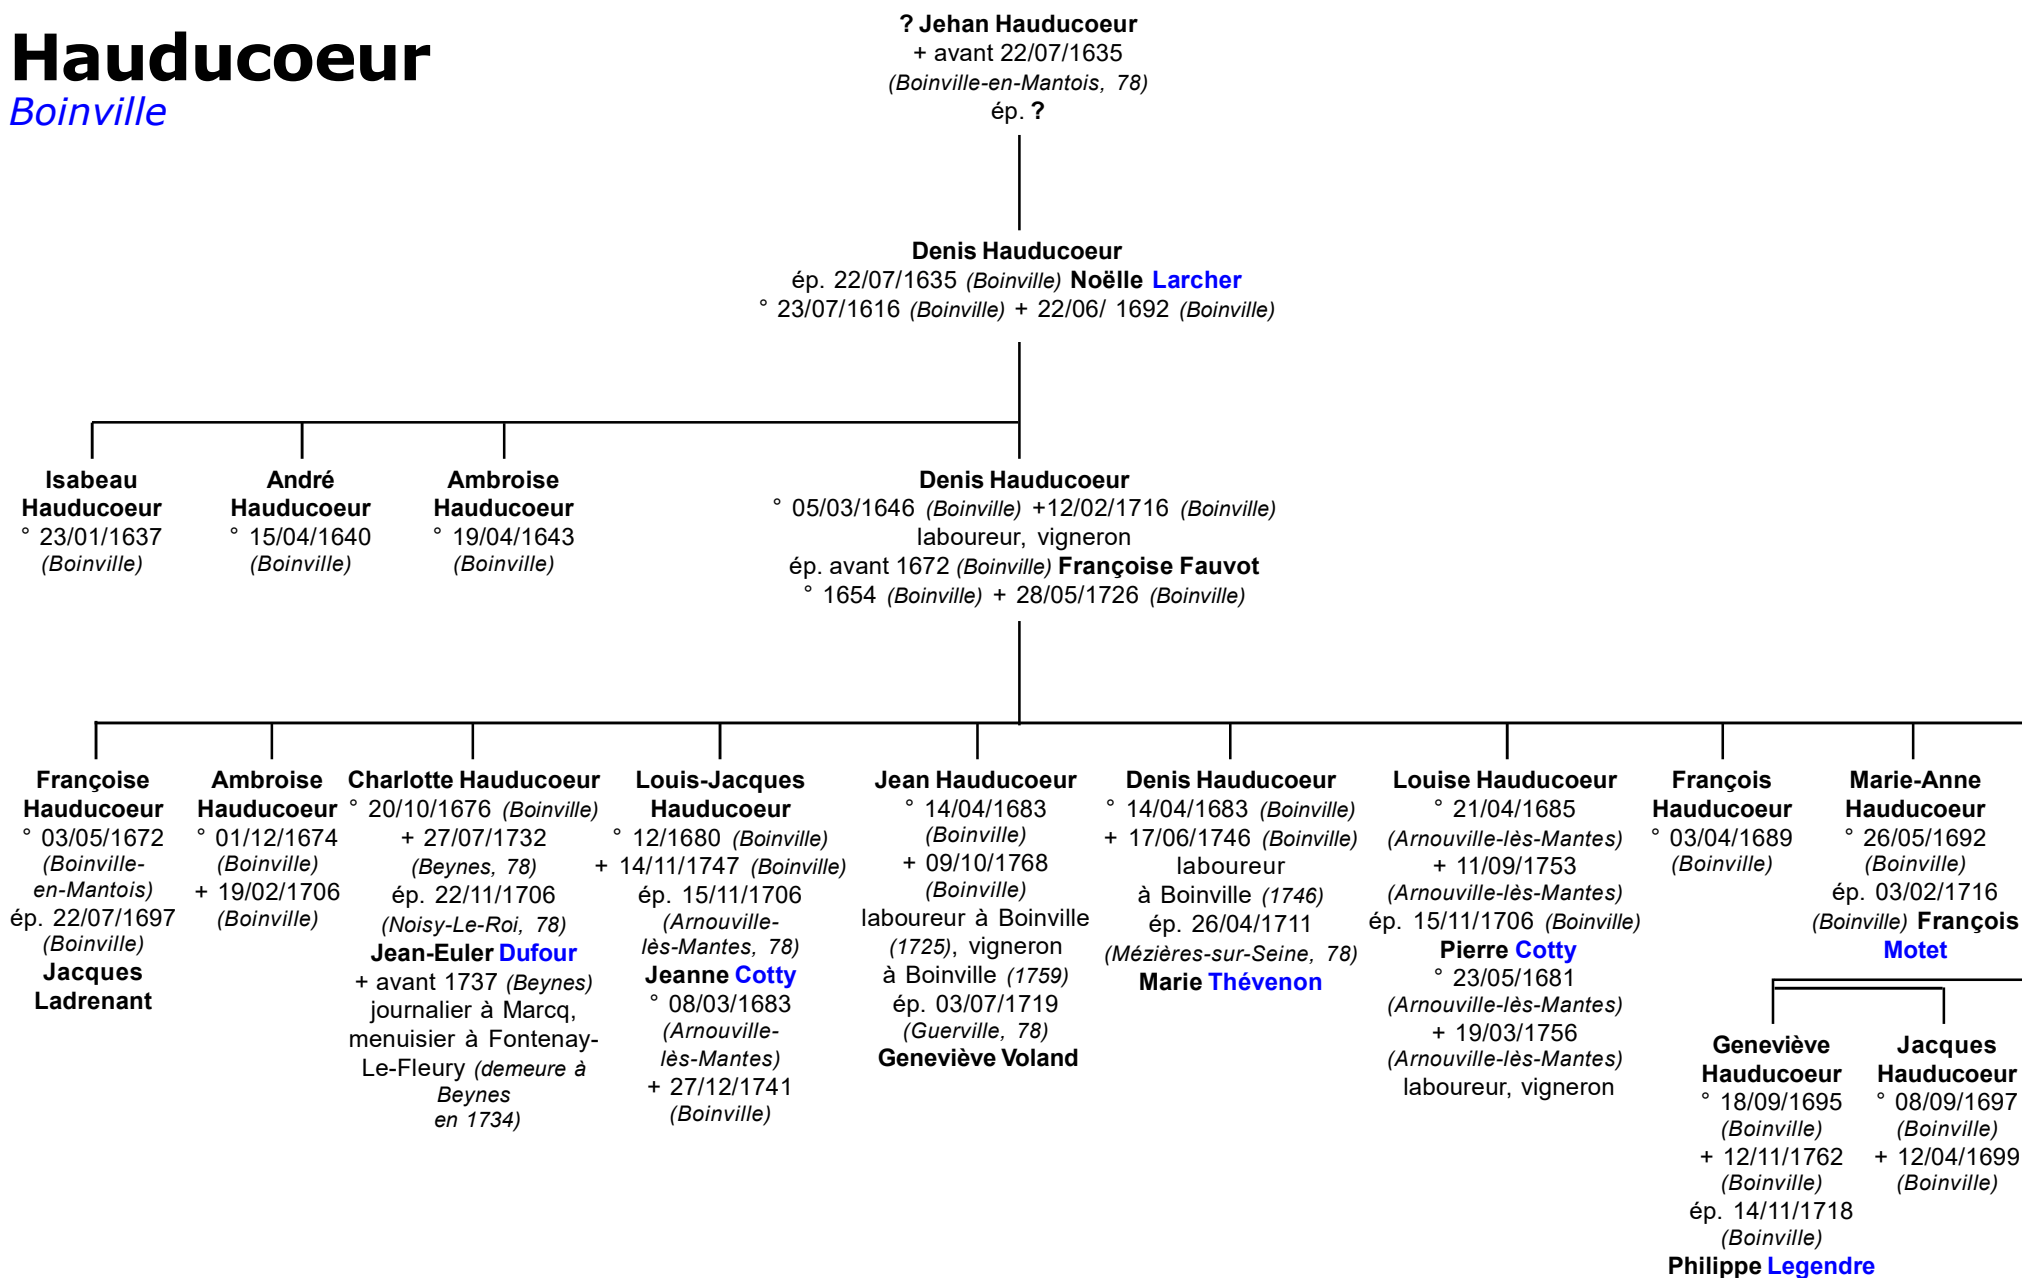 Hauducoeur
Boinville
? Jehan Hauducoeur
+ avant 22/07/1635
(Boinville-en-Mantois, 78)
ép. ?
Denis Hauducoeur
ép. 22/07/1635 (Boinville) Noëlle Larcher
° 23/07/1616 (Boinville) + 22/06/ 1692 (Boinville)
Isabeau
Hauducoeur
° 23/01/1637
(Boinville)
André
Hauducoeur
° 15/04/1640
(Boinville)
Ambroise
Hauducoeur
° 19/04/1643
(Boinville)
Denis Hauducoeur
° 05/03/1646 (Boinville) +12/02/1716 (Boinville)
laboureur, vigneron
ép. avant 1672 (Boinville) Françoise Fauvot
° 1654 (Boinville) + 28/05/1726 (Boinville)
Françoise
Hauducoeur
° 03/05/1672
(Boinville-
en-Mantois)
ép. 22/07/1697
(Boinville)
Jacques
Ladrenant
Ambroise
Hauducoeur
° 01/12/1674
(Boinville)
+ 19/02/1706
(Boinville)
Charlotte Hauducoeur
° 20/10/1676 (Boinville)
+ 27/07/1732
(Beynes, 78)
ép. 22/11/1706
(Noisy-Le-Roi, 78)
Jean-Euler Dufour
+ avant 1737 (Beynes)
journalier à Marcq,
menuisier à Fontenay-
Le-Fleury (demeure à
Beynes
en 1734)
Louis-Jacques
Hauducoeur
° 12/1680 (Boinville)
+ 14/11/1747 (Boinville)
ép. 15/11/1706
(Arnouville-
lès-Mantes, 78)
Jeanne Cotty
° 08/03/1683
(Arnouville-
lès-Mantes)
+ 27/12/1741
(Boinville)
Jean Hauducoeur
° 14/04/1683
(Boinville)
+ 09/10/1768
(Boinville)
laboureur à Boinville
(1725), vigneron
à Boinville (1759)
ép. 03/07/1719
(Guerville, 78)
Geneviève Voland
Denis Hauducoeur
° 14/04/1683 (Boinville)
+ 17/06/1746 (Boinville)
laboureur
à Boinville (1746)
ép. 26/04/1711
(Mézières-sur-Seine, 78)
Marie Thévenon
Louise Hauducoeur
° 21/04/1685
(Arnouville-lès-Mantes)
+ 11/09/1753
(Arnouville-lès-Mantes)
ép. 15/11/1706 (Boinville)
Pierre Cotty
° 23/05/1681
(Arnouville-lès-Mantes)
+ 19/03/1756
(Arnouville-lès-Mantes)
laboureur, vigneron
François
Hauducoeur
° 03/04/1689
(Boinville)
Marie-Anne
Hauducoeur
° 26/05/1692
(Boinville)
ép. 03/02/1716
(Boinville) François
Motet
Geneviève
Hauducoeur
° 18/09/1695
(Boinville)
+ 12/11/1762
(Boinville)
ép. 14/11/1718
(Boinville)
Philippe Legendre
Jacques
Hauducoeur
° 08/09/1697
(Boinville)
+ 12/04/1699
(Boinville)